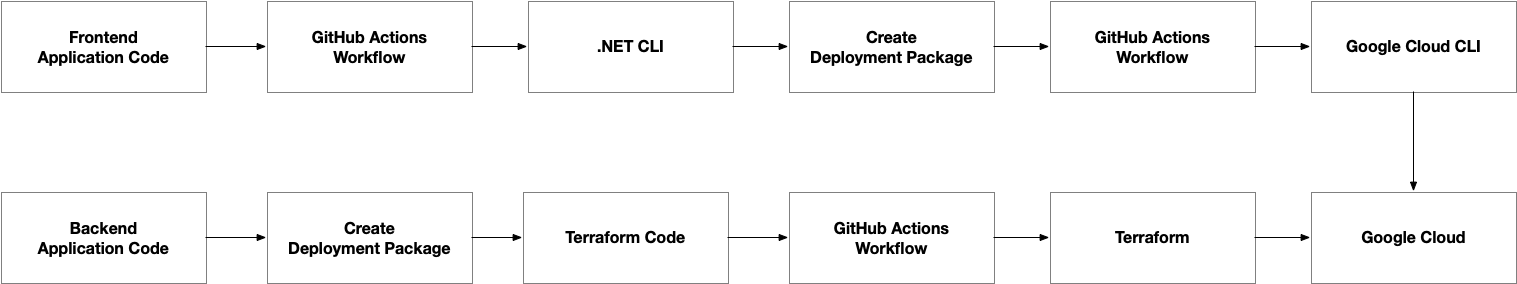 Frontend
Application Code
GitHub Actions
Workflow
.NET CLI
Create
Deployment Package
GitHub Actions
Workflow
Google Cloud CLI
Backend
Application Code
Create
Deployment Package
Terraform Code
GitHub Actions
Workflow
Terraform
Google Cloud